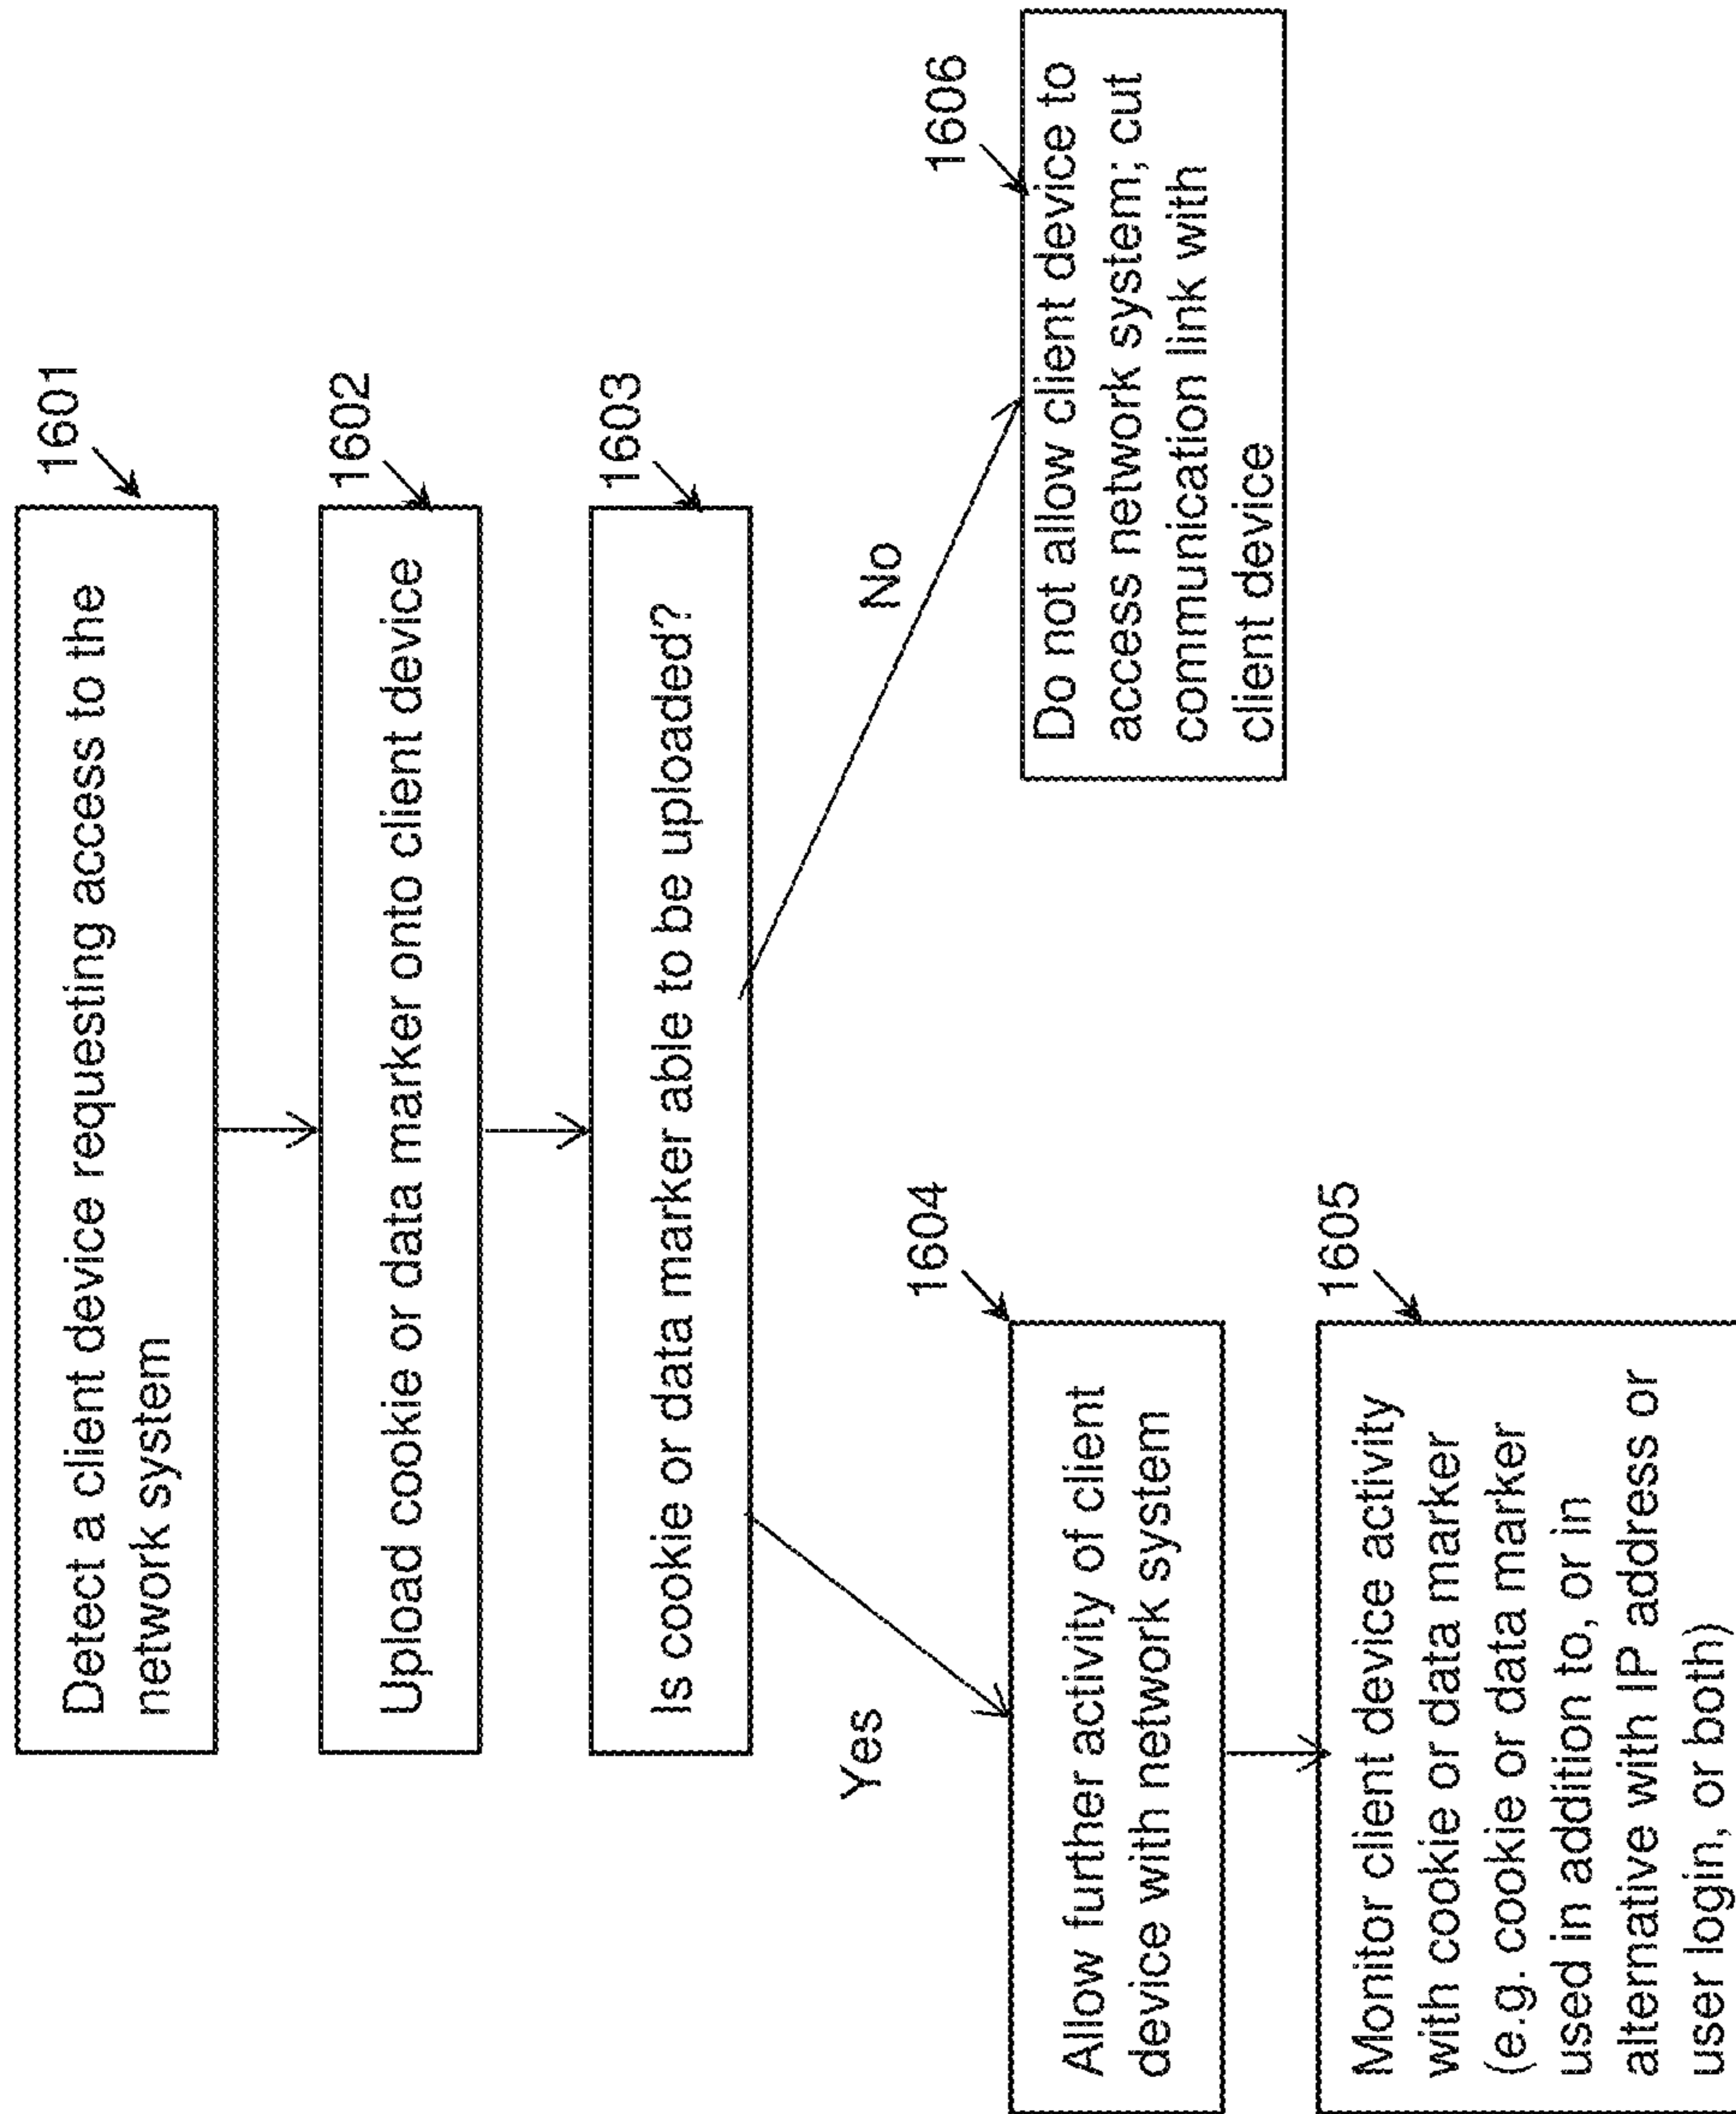 1601
Detect a client device requesting access to the
network system
1602
Upload cookie or data marker onto client device
1603
Is cookie or data marker able to be uploaded?
Yes
No
1604
Allow further activity of client
device with network system
1605
Monitor client device activity
with cookie or data marker
(e.g. cookie or data marker
used in addition to, or in
alternative with IP address or
user login, or both)
1606
Do not allow client device to
access network system; cut
communication link with
client device